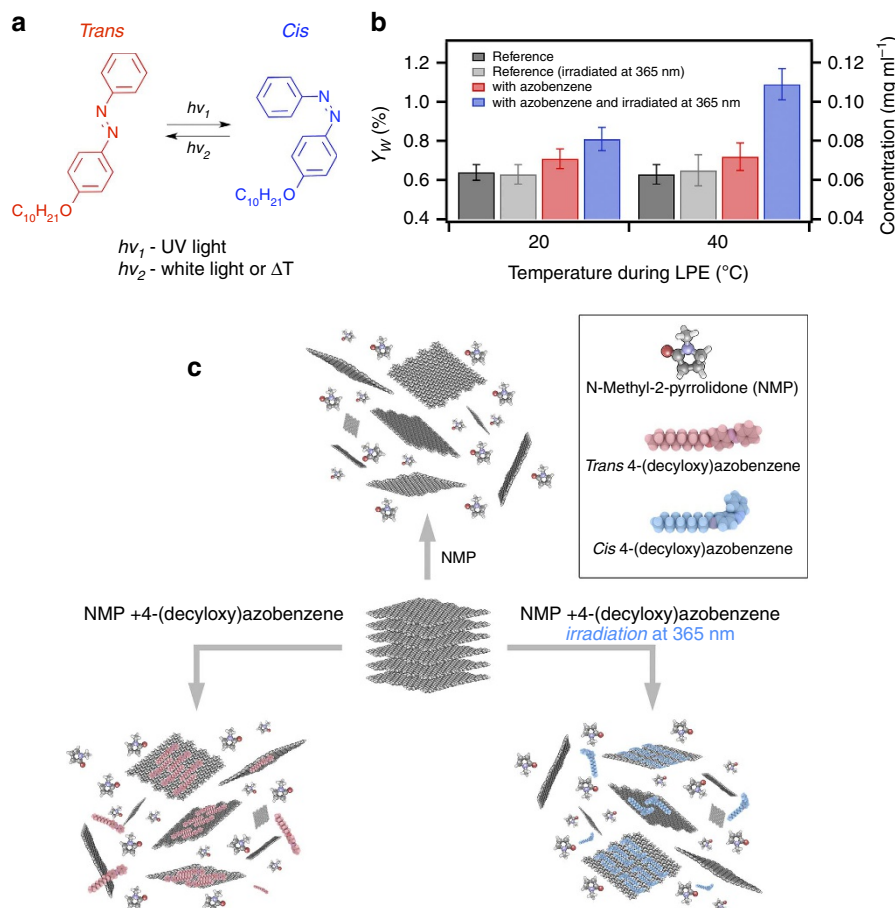 a
Trans
Cis
N
N
N
N
hv₁
hv₂
O
C₁₀H₂₁
O
C₁₀H₂₁
hv₁ - UV light
hv₂ - white light or ΔT
b
Reference
Reference (irradiated at 365 nm)
with azobenzene
with azobenzene and irradiated at 365 nm
1.2
1.0
0.8
0.6
0.4
Y_W (%)
0.12
0.10
0.08
0.06
0.04
Concentration (mg ml⁻¹)
20
40
Temperature during LPE (°C)
c
N-Methyl-2-pyrrolidone (NMP)
Trans 4-(decyloxy)azobenzene
Cis 4-(decyloxy)azobenzene
NMP
NMP +4-(decyloxy)azobenzene
NMP +4-(decyloxy)azobenzene
irradiation at 365 nm